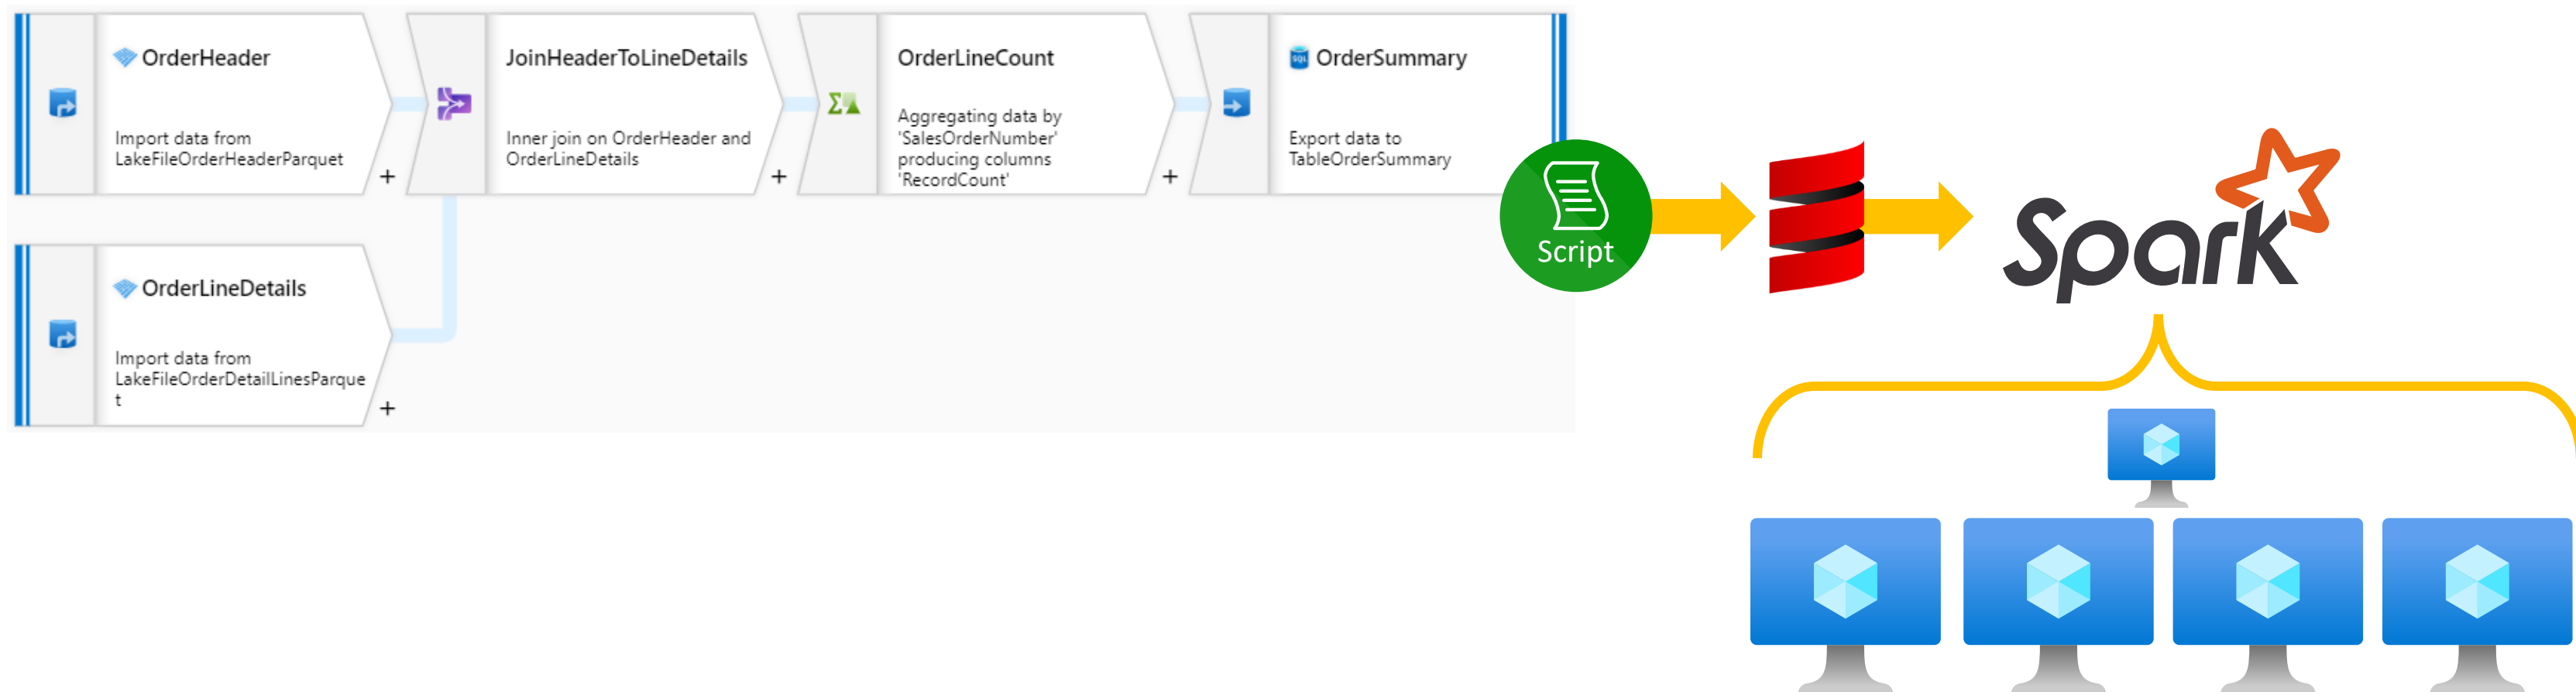 OrderHeader
Import data from
LakeFileOrderHeaderParquet
+
JoinHeaderToLineDetails
Inner join on OrderHeader and
OrderLineDetails
+
OrderLineCount
Aggregating data by
'SalesOrderNumber'
producing columns
'RecordCount'
+
SQL OrderSummary
Export data to
TableOrderSummary
Script
Spark
OrderLineDetails
Import data from
LakeFileOrderDetailLinesParque
t
+